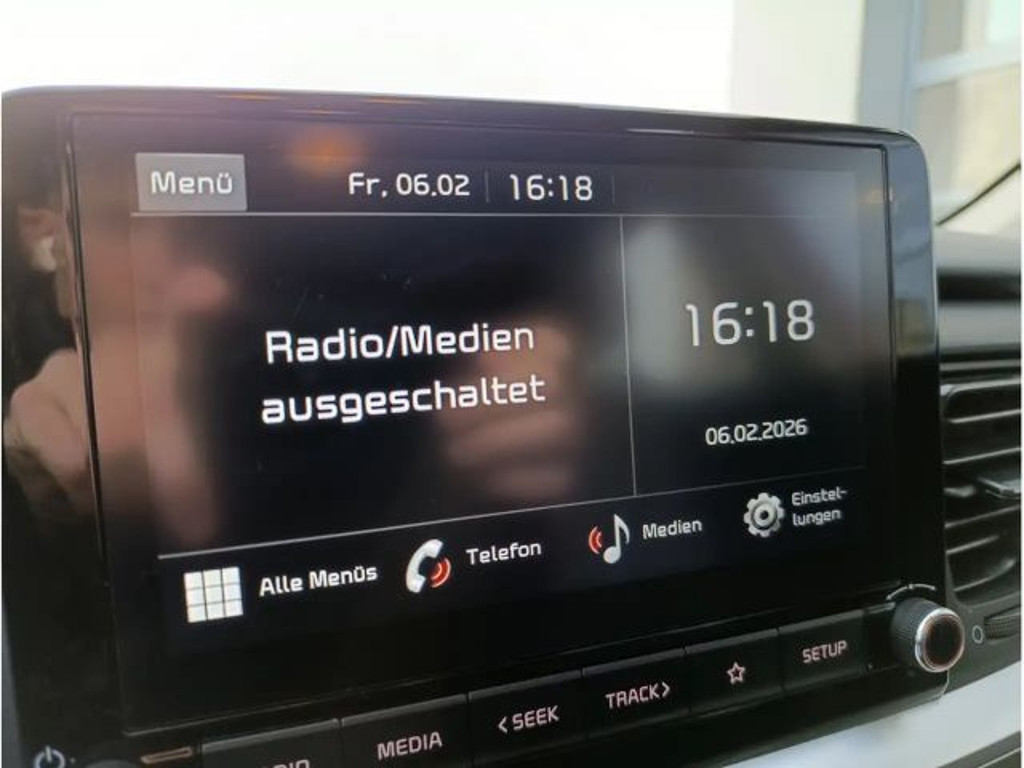 Menü Fr. 06.02 16:18
Radio/Medien
ausgeschaltet
16:18
06.02.2026
Alle Menüs
Telefon
Medien
Einstel-
lungen
MEDIA
< SEEK
TRACK >
SETUP